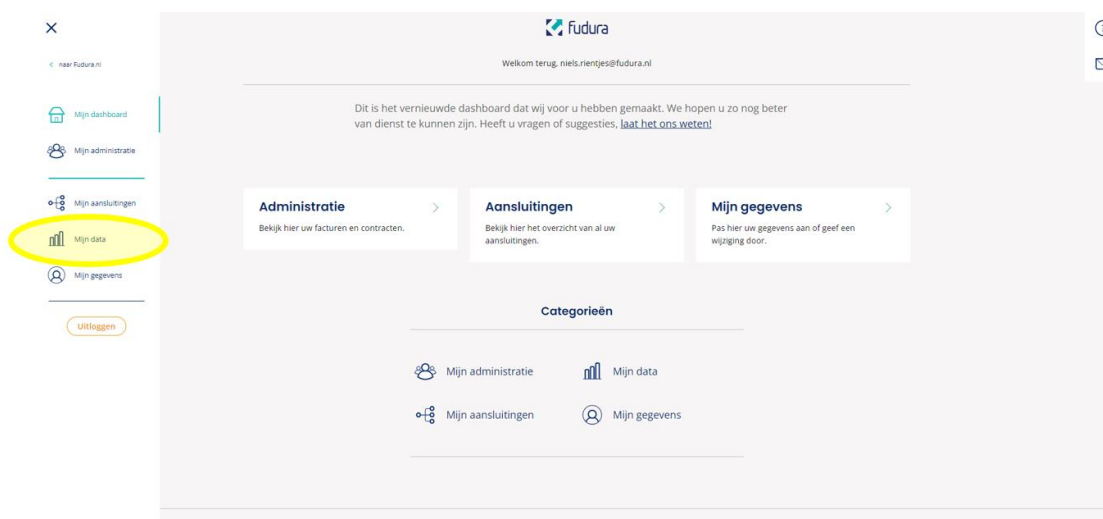 fudura
< naar Fudura.nl
Welkom terug, niels.rientjes@fudura.nl
Mijn dashboard
Mijn administratie
Mijn aansluitingen
Mijn data
Mijn gegevens
Uitloggen
Dit is het vernieuwde dashboard dat wij voor u hebben gemaakt. We hopen u zo nog beter
van dienst te kunnen zijn. Heeft u vragen of suggesties, laat het ons weten!
Administratie
Bekijk hier uw facturen en contracten.
Aansluitingen
Bekijk hier het overzicht van al uw
aansluitingen.
Mijn gegevens
Pas hier uw gegevens aan of geef een
wijziging door.
Categorieën
Mijn administratie
Mijn data
Mijn aansluitingen
Mijn gegevens